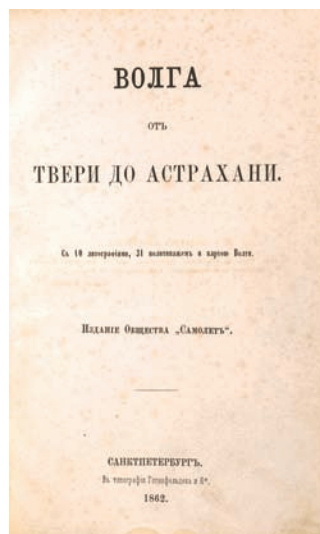 ВОЛГА
отъ
ТВЕРИ ДО АСТРАХАНИ.
Съ 10 литографіями, 31 политипажемъ и картою Волги.
Изданіе Общества „Самолетъ“.
САНКТПЕТЕРБУРГЪ.
Въ типографіи Гогенфельдена и Кº.
1862.